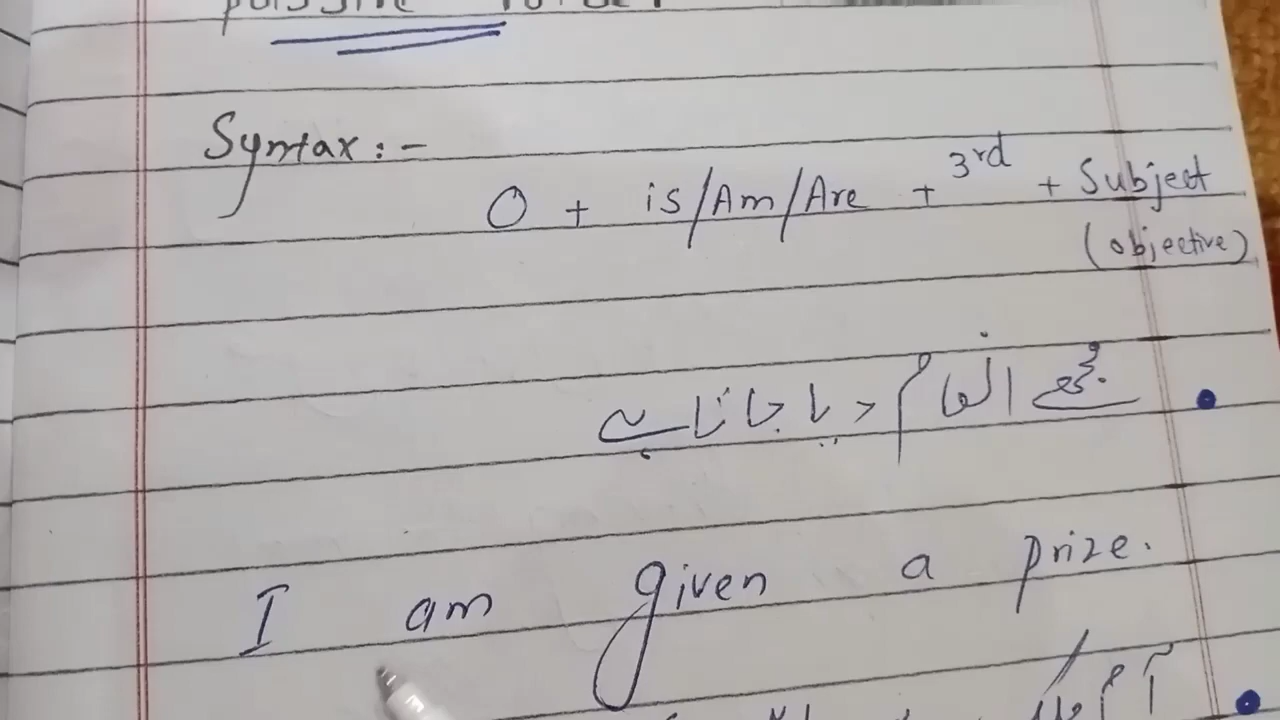 Syntax :-
O + is/Am/Are + 3rd + Subject
(objective)
مجھے انعام دیا جاتا ہے
I am given a prize.